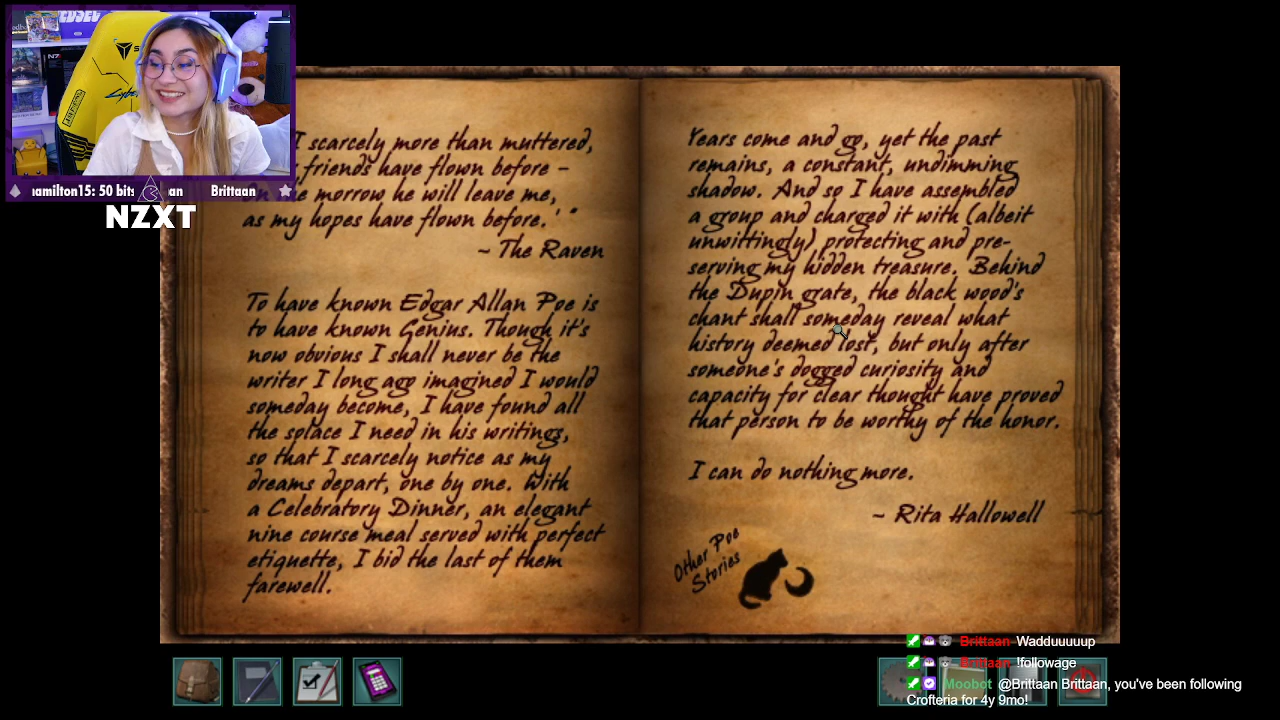 I scarcely more than muttered,
friends have flown before –
morrow he will leave me,
as my hopes have flown before.' "
~ The Raven
To have known Edgar Allan Poe is
to have known Genius. Though it's
now obvious I shall never be the
writer I long ago imagined I would
someday become, I have found all
the solace I need in his writings,
so that I scarcely notice as my
dreams depart, one by one. With
a Celebratory Dinner, an elegant
nine course meal served with perfect
etiquette, I bid the last of them
farewell.
Years come and go, yet the past
remains, a constant, undimming
shadow. And so I have assembled
a group and charged it with (albeit
unwittingly) protecting and pre-
serving my hidden treasure. Behind
the Dupin grate, the black wood's
chant shall someday reveal what
history deemed lost, but only after
someone's dogged curiosity and
capacity for clear thought have proved
that person to be worthy of the honor.
I can do nothing more.
~ Rita Hallowell
Other Poe
Stories
amilton15: 50 bits
Brittaan
NZXT
Brittaan Wadduuuuup
Brittaan !followage
Moobot @Brittaan Brittaan, you've been following
Crofteria for 4y 9mo!